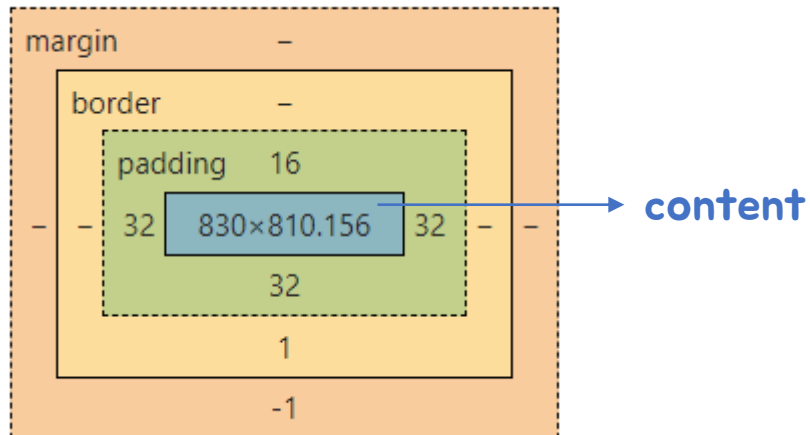 margin –
border –
padding 16
– – 32 830×810.156 32 – –
content
32
1
-1